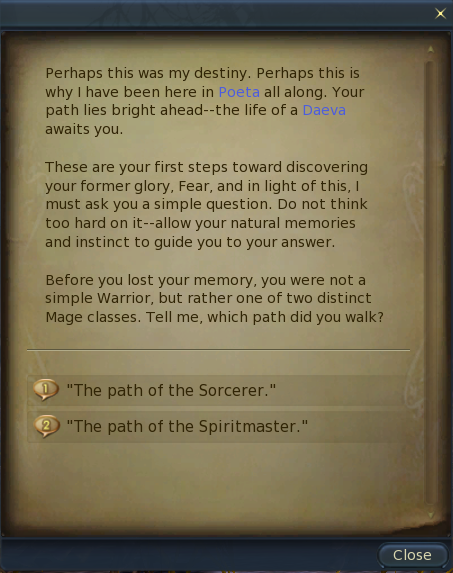 Perhaps this was my destiny. Perhaps this is
why I have been here in Poeta all along. Your
path lies bright ahead--the life of a Daeva
awaits you.
These are your first steps toward discovering
your former glory, Fear, and in light of this, I
must ask you a simple question. Do not think
too hard on it--allow your natural memories
and instinct to guide you to your answer.
Before you lost your memory, you were not a
simple Warrior, but rather one of two distinct
Mage classes. Tell me, which path did you walk?
1 "The path of the Sorcerer."
2 "The path of the Spiritmaster."
Close